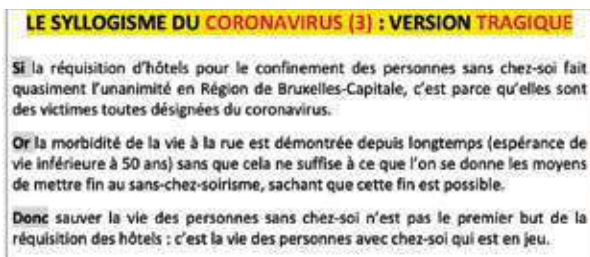 LE SYLLOGISME DU CORONAVIRUS (3) : VERSION TRAGIQUE
Si la réquisition d'hôtels pour le confinement des personnes sans chez-soi fait
quasiment l'unanimité en Région de Bruxelles-Capitale, c'est parce qu'elles sont
des victimes toutes désignées du coronavirus.
Or la morbidité de la vie à la rue est démontrée depuis longtemps (espérance de
vie inférieure à 50 ans) sans que cela ne suffise à ce que l'on se donne les moyens
de mettre fin au sans-chez-soirisme, sachant que cette fin est possible.
Donc sauver la vie des personnes sans chez-soi n'est pas le premier but de la
réquisition des hôtels : c'est la vie des personnes avec chez-soi qui est en jeu.